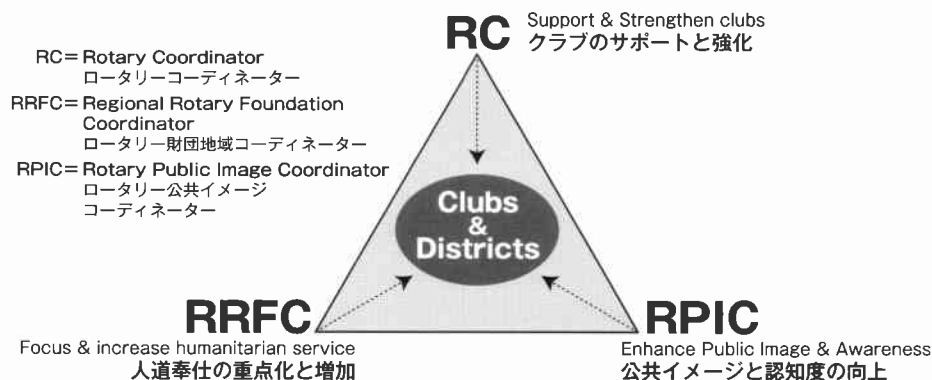 RC
Support & Strengthen clubs
クラブのサポートと強化
RC=Rotary Coordinator
ロータリーコーディネーター
RRFC=Regional Rotary Foundation
Coordinator
ロータリー財団地域コーディネーター
RPIC=Rotary Public Image Coordinator
ロータリー公共イメージ
コーディネーター
Clubs
&
Districts
RRFC
Focus & increase humanitarian service
人道奉仕の重点化と増加
RPIC
Enhance Public Image & Awareness
公共イメージと認知度の向上